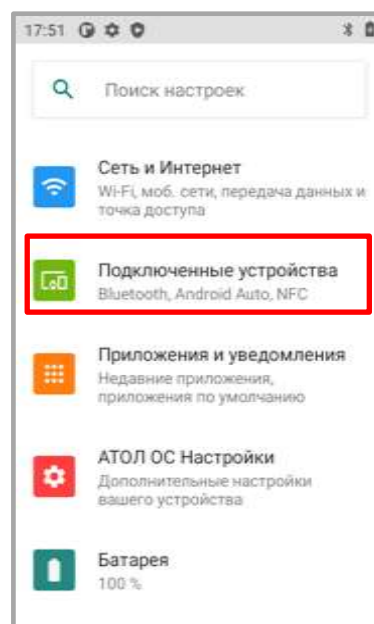 17:51
Поиск настроек
Сеть и Интернет
Wi-Fi, моб. сети, передача данных и
точка доступа
Подключенные устройства
Bluetooth, Android Auto, NFC
Приложения и уведомления
Недавние приложения,
приложения по умолчанию
АТОЛ ОС Настройки
Дополнительные настройки
вашего устройства
Батарея
100 %